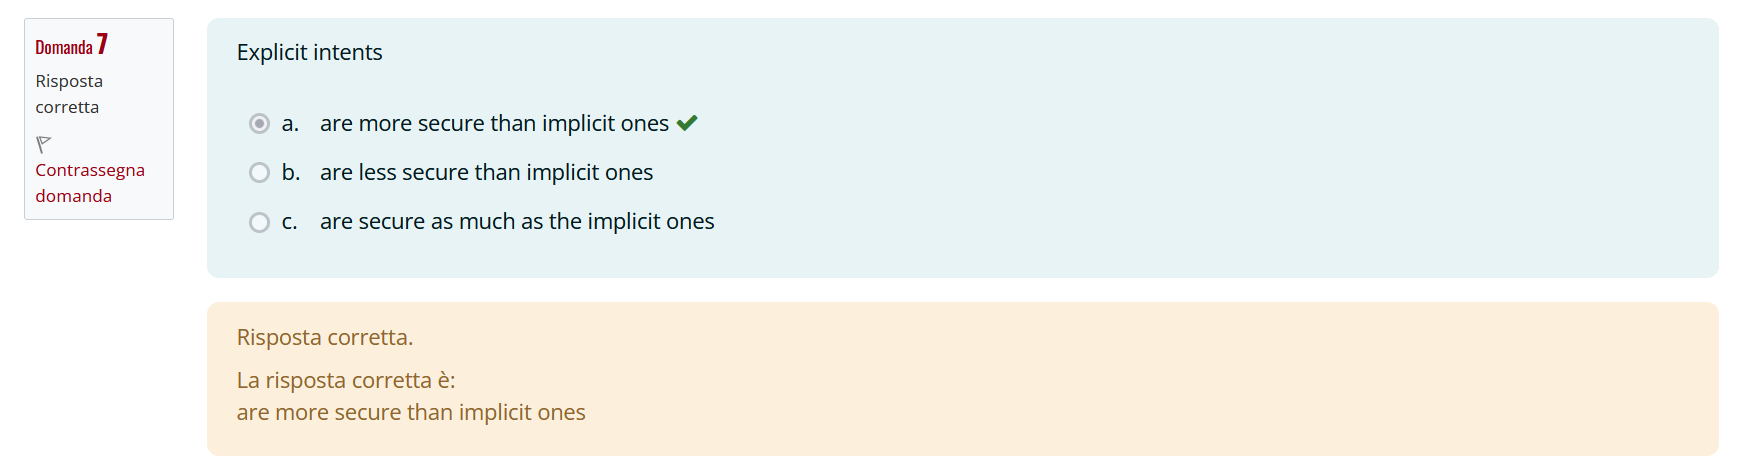 Domanda 7
Risposta
corretta
Contrassegna
domanda
Explicit intents
a. are more secure than implicit ones
b. are less secure than implicit ones
c. are secure as much as the implicit ones
Risposta corretta.
La risposta corretta è:
are more secure than implicit ones